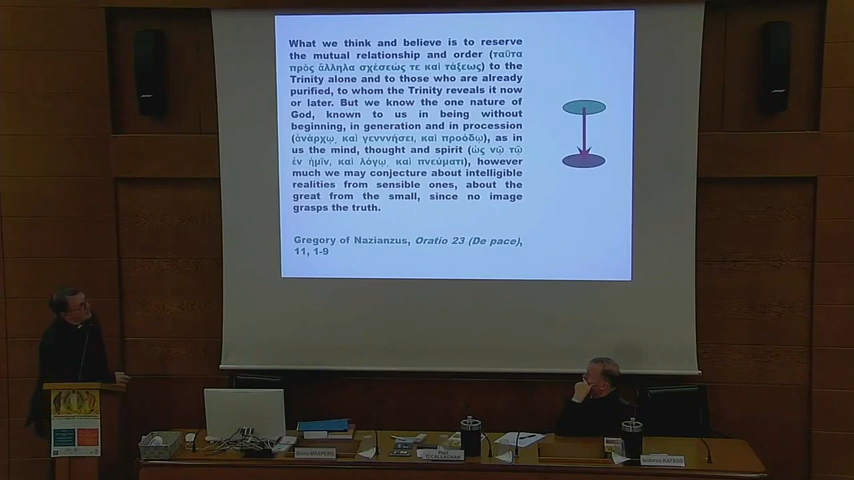 What we think and believe is to reserve
the mutual relationship and order (ταῦτα
πρὸς ἄλληλα σχέσεώς τε καὶ τάξεως) to the
Trinity alone and to those who are already
purified, to whom the Trinity reveals it now
or later. But we know the one nature of
God, known to us in being without
beginning, in generation and in procession
(ἀνάρχῳ καὶ γεννήσει, καὶ προόδῳ), as in
us the mind, thought and spirit (ὡς νῷ τῷ
ἐν ἡμῖν, καὶ λόγῳ καὶ πνεύματι), however
much we may conjecture about intelligible
realities from sensible ones, about the
great from the small, since no image
grasps the truth.
Gregory of Nazianzus, Oratio 23 (De pace),
11, 1-9
MASPERO
Paul
O'CALLAGHAN
KATSOS